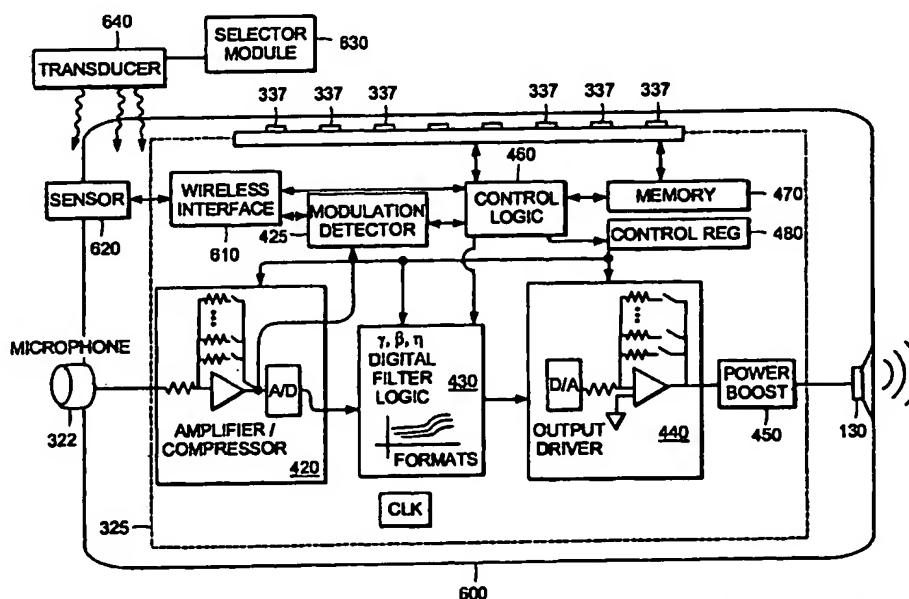 640
SELECTOR
MODULE
630
TRANSDUCER
337 337 337 337 337 337
460
SENSOR
620
WIRELESS
INTERFACE
610
MODULATION
DETECTOR
425
CONTROL
LOGIC
MEMORY
470
CONTROL REG
480
MICROPHONE
322
A/D
AMPLIFIER /
COMPRESSOR
420
γ, β, η
DIGITAL
FILTER
LOGIC
430
FORMATS
D/A
OUTPUT
DRIVER
440
POWER
BOOST
450
130
CLK
325
600